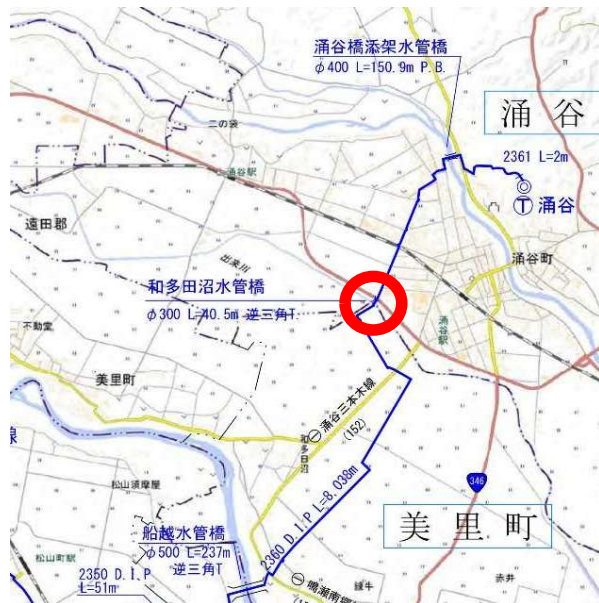 涌谷橋添架水管橋
φ400 L=150.9m P.B.
涌谷
二の袋
2361 L=2m
涌谷駅
Ⓣ 涌谷
遠田郡
出来川
涌谷町
和多田沼水管橋
φ300 L=40.5m 逆三角T
不動堂
涌谷駅
美里町
涌谷三本木線
(152)
和多田沼
線
松山須摩屋
346
2360 D.I.P L=8,038m
美里町
船越水管橋
φ500 L=237m
逆三角T
松山町駅
2350 D.I.P
L=51m
鳴瀬南郷
練牛
赤井